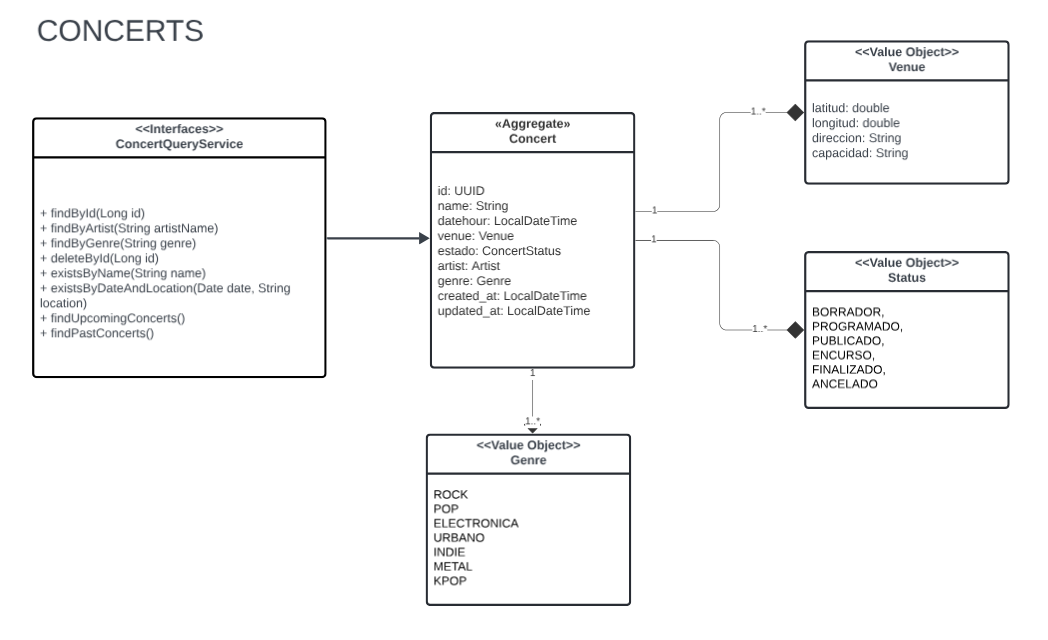 CONCERTS
<<Interfaces>>
ConcertQueryService
+ findById(Long id)
+ findByArtist(String artistName)
+ findByGenre(String genre)
+ deleteById(Long id)
+ existsByName(String name)
+ existsByDateAndLocation(Date date, String
location)
+ findUpcomingConcerts()
+ findPastConcerts()
«Aggregate»
Concert
id: UUID
name: String
datehour: LocalDateTime
venue: Venue
estado: ConcertStatus
artist: Artist
genre: Genre
created_at: LocalDateTime
updated_at: LocalDateTime
1
1..*
<<Value Object>>
Venue
latitud: double
longitud: double
direccion: String
capacidad: String
1
1..*
<<Value Object>>
Status
BORRADOR,
PROGRAMADO,
PUBLICADO,
ENCURSO,
FINALIZADO,
ANCELADO
1
1..*
<<Value Object>>
Genre
ROCK
POP
ELECTRONICA
URBANO
INDIE
METAL
KPOP